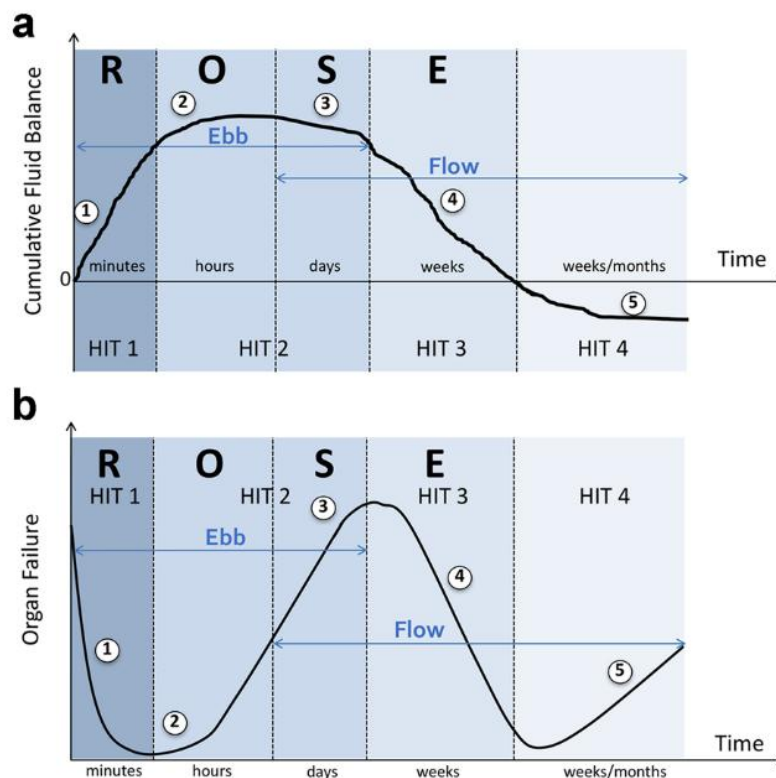 a
R O S E
2 3
Ebb
Flow
1 4
Cumulative Fluid Balance
minutes hours days weeks weeks/months Time
0
5
HIT 1 HIT 2 HIT 3 HIT 4
b
R O S E
HIT 1 HIT 2 HIT 3 HIT 4
3
Ebb
4
Organ Failure
Flow
1 5
2
Time
minutes hours days weeks weeks/months